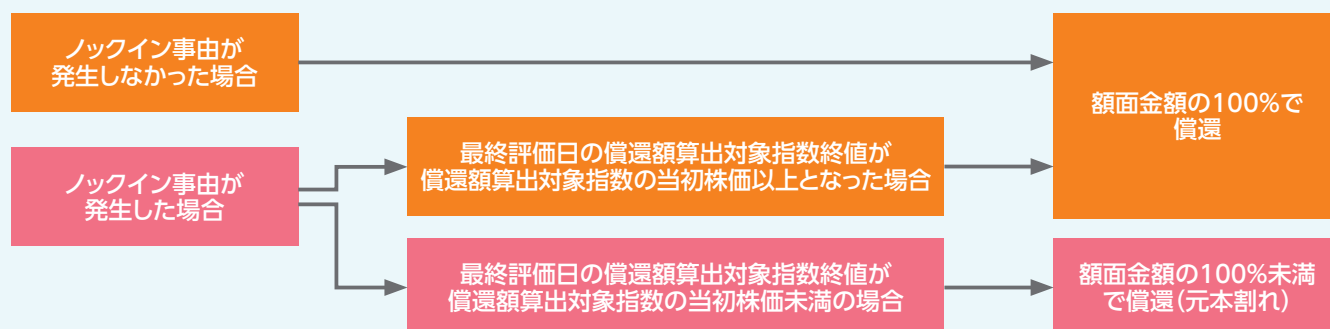 ノックイン事由が
発生しなかった場合
額面金額の100%で
償還
最終評価日の償還額算出対象指数終値が
償還額算出対象指数の当初株価以上となった場合
ノックイン事由が
発生した場合
最終評価日の償還額算出対象指数終値が
償還額算出対象指数の当初株価未満の場合
額面金額の100%未満
で償還(元本割れ)